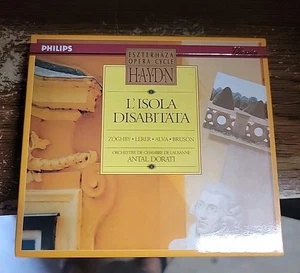 PHILIPS
ESZTERHÁZA
OPERA CYCLE
HAYDN
L'ISOLA
DISABITATA
ZOGHBY · LERER · ALVA · BRUSON
ORCHESTRE DE CHAMBRE DE LAUSANNE
ANTAL DORATI